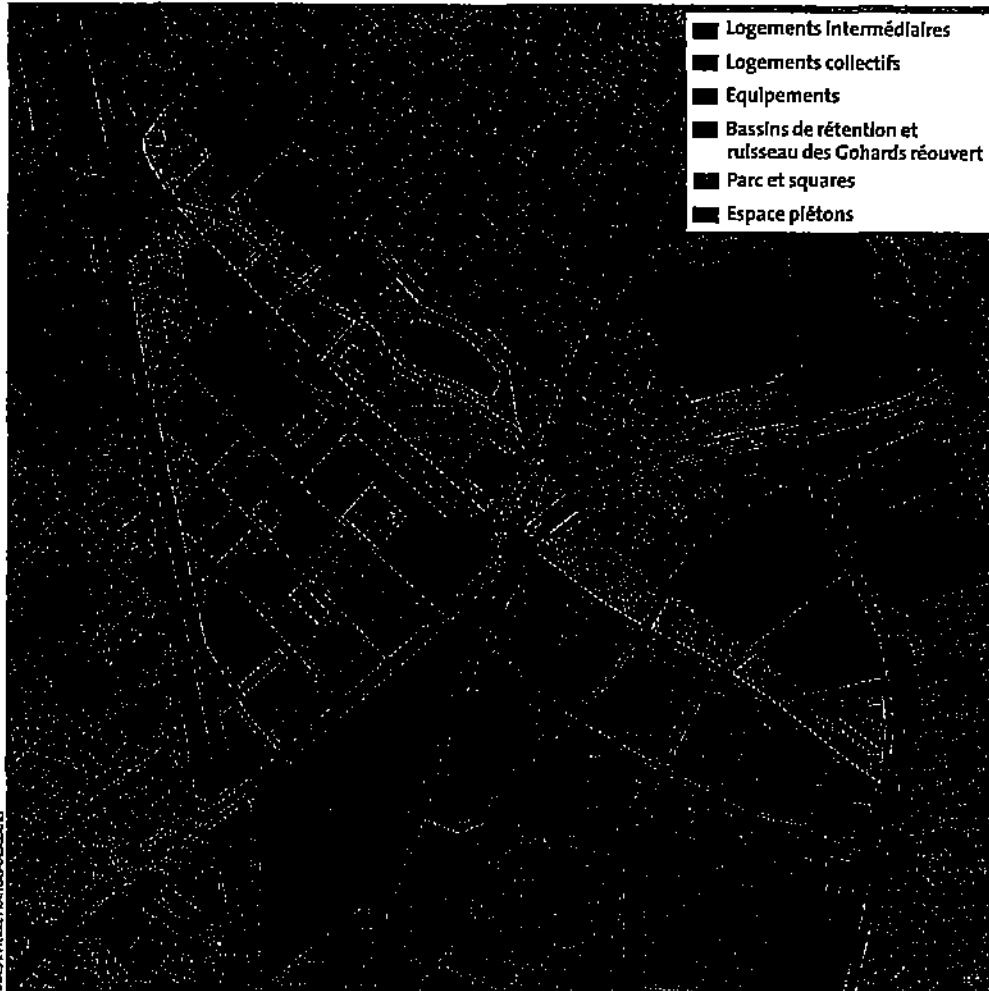 Logements intermédiaires
Logements collectifs
Equipements
Bassins de rétention et
ruisseau des Gohards réouvert
Parc et squares
Espace piétons